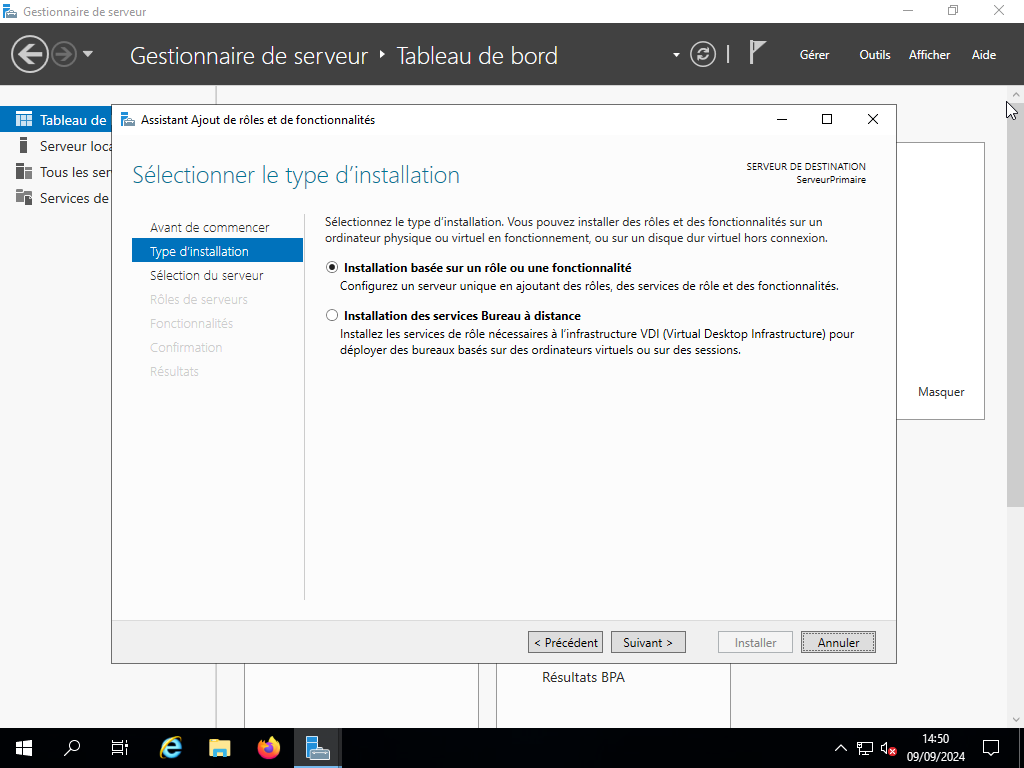 Gestionnaire de serveur
Gestionnaire de serveur ‣ Tableau de bord
Gérer
Outils
Afficher
Aide
Tableau de
Serveur loca
Tous les ser
Services de
Assistant Ajout de rôles et de fonctionnalités
Sélectionner le type d’installation
SERVEUR DE DESTINATION
ServeurPrimaire
Avant de commencer
Type d’installation
Sélection du serveur
Rôles de serveurs
Fonctionnalités
Confirmation
Résultats
Sélectionnez le type d’installation. Vous pouvez installer des rôles et des fonctionnalités sur un
ordinateur physique ou virtuel en fonctionnement, ou sur un disque dur virtuel hors connexion.
Installation basée sur un rôle ou une fonctionnalité
Configurez un serveur unique en ajoutant des rôles, des services de rôle et des fonctionnalités.
Installation des services Bureau à distance
Installez les services de rôle nécessaires à l’infrastructure VDI (Virtual Desktop Infrastructure) pour
déployer des bureaux basés sur des ordinateurs virtuels ou sur des sessions.
Masquer
< Précédent
Suivant >
Installer
Annuler
Résultats BPA
14:50
09/09/2024